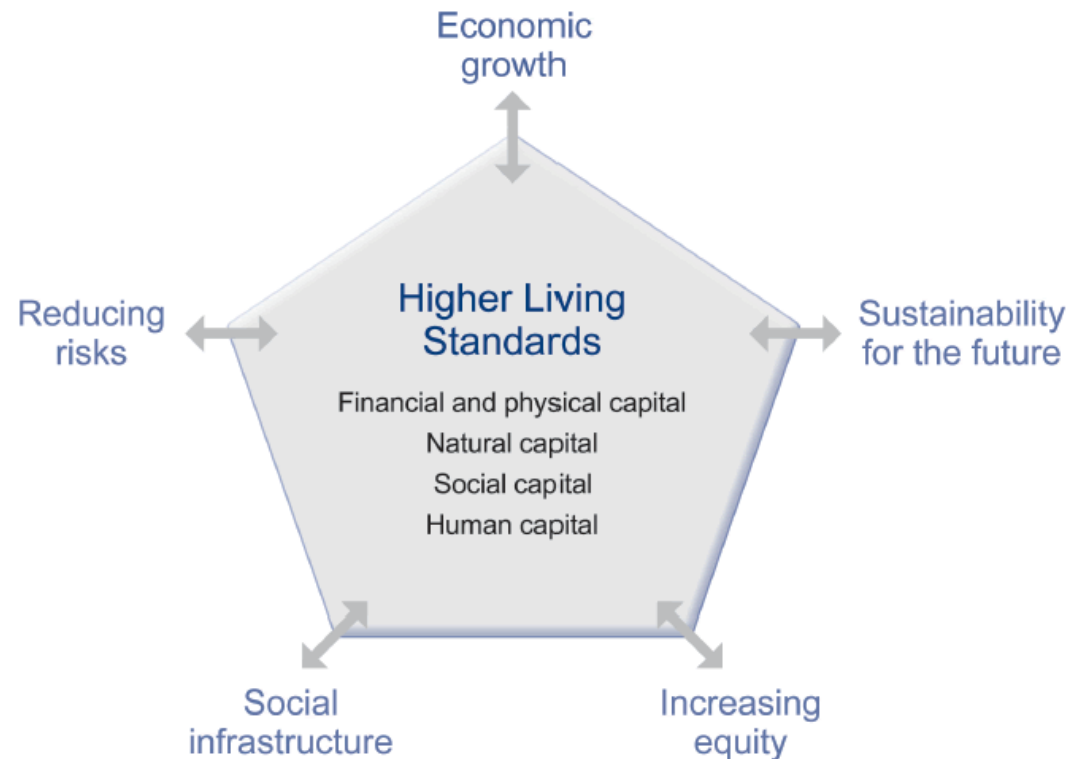 Economic
growth
Reducing
risks
Higher Living
Standards
Sustainability
for the future
Financial and physical capital
Natural capital
Social capital
Human capital
Social
infrastructure
Increasing
equity